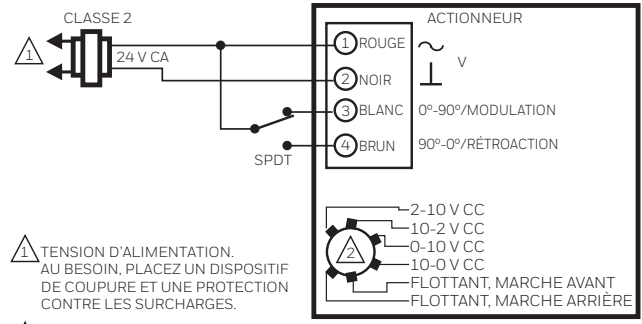 CLASSE 2
ACTIONNEUR
1
24 V CA
1 ROUGE
V
2 NOIR
3 BLANC 0º-90º/MODULATION
4 BRUN 90º-0º/RÉTROACTION
SPDT
2-10 V CC
10-2 V CC
0-10 V CC
10-0 V CC
FLOTTANT, MARCHE AVANT
FLOTTANT, MARCHE ARRIÈRE
2
1 TENSION D'ALIMENTATION.
AU BESOIN, PLACEZ UN DISPOSITIF
DE COUPURE ET UNE PROTECTION
CONTRE LES SURCHARGES.